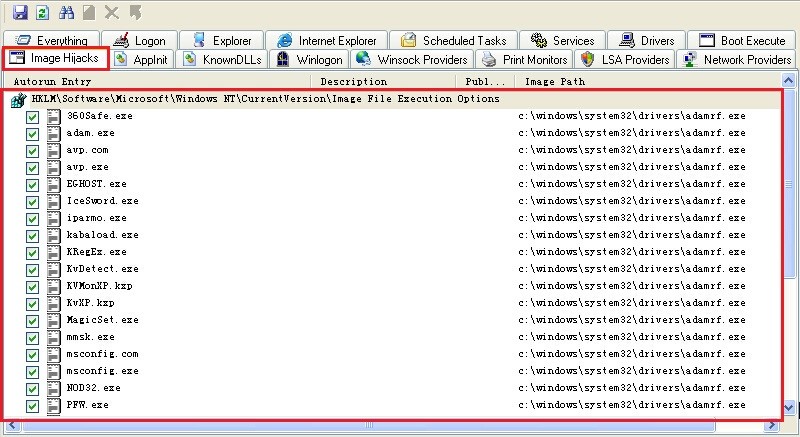 Everything Logon Explorer Internet Explorer Scheduled Tasks Services Drivers Boot Execute
Image Hijacks AppInit KnownDLLs Winlogon Winsock Providers Print Monitors LSA Providers Network Providers
Autorun Entry Description Publ... Image Path
HKLM\Software\Microsoft\Windows NT\CurrentVersion\Image File Execution Options
360Safe.exe c:\windows\system32\drivers\adamrf.exe
adam.exe c:\windows\system32\drivers\adamrf.exe
avp.com c:\windows\system32\drivers\adamrf.exe
avp.exe c:\windows\system32\drivers\adamrf.exe
EGHOST.exe c:\windows\system32\drivers\adamrf.exe
IceSword.exe c:\windows\system32\drivers\adamrf.exe
iparmo.exe c:\windows\system32\drivers\adamrf.exe
kabaload.exe c:\windows\system32\drivers\adamrf.exe
KRegEx.exe c:\windows\system32\drivers\adamrf.exe
KvDetect.exe c:\windows\system32\drivers\adamrf.exe
KVMonXP.kxp c:\windows\system32\drivers\adamrf.exe
KvXP.kxp c:\windows\system32\drivers\adamrf.exe
MagicSet.exe c:\windows\system32\drivers\adamrf.exe
mmsk.exe c:\windows\system32\drivers\adamrf.exe
msconfig.com c:\windows\system32\drivers\adamrf.exe
msconfig.exe c:\windows\system32\drivers\adamrf.exe
NOD32.exe c:\windows\system32\drivers\adamrf.exe
PFW.exe c:\windows\system32\drivers\adamrf.exe